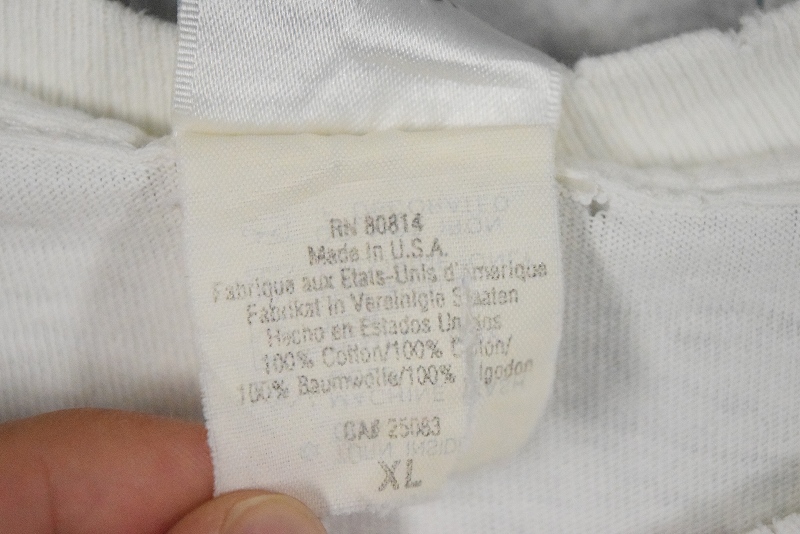 RN 80814
Made in U.S.A.
Fabrique aux Etats-Unis d'Amerique
Fabrikat in Vereinigte Staaten
Hecho en Estados Unidos
100% Cotton/100% Coton/
100% Baumwolle/100% Algodon
CA# 25083
XL